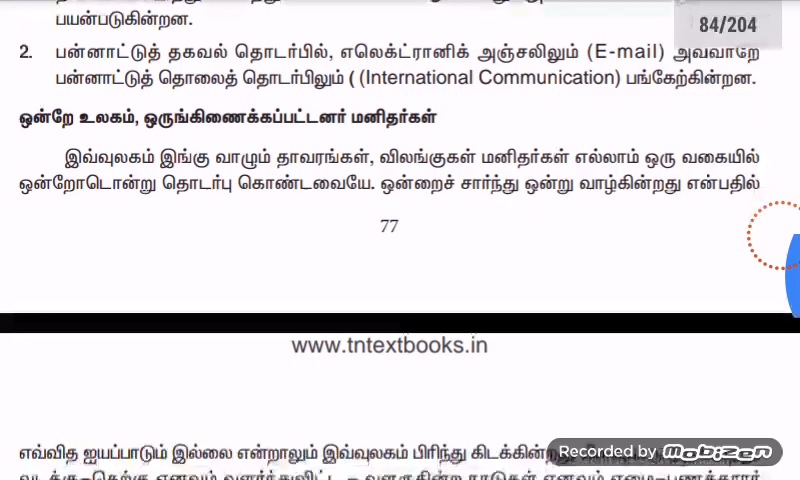 பயன்படுகின்றன.
84/204
2. பன்னாட்டுத் தகவல் தொடர்பில், எலெக்ட்ரானிக் அஞ்சலிலும் (E-mail) அவ்வாறே
பன்னாட்டுத் தொலைத் தொடர்பிலும் ( (International Communication) பங்கேற்கின்றன.
ஒன்றே உலகம், ஒருங்கிணைக்கப்பட்டனர் மனிதர்கள்
இவ்வுலகம் இங்கு வாழும் தாவரங்கள், விலங்குகள் மனிதர்கள் எல்லாம் ஒரு வகையில்
ஒன்றோடொன்று தொடர்பு கொண்டவையே. ஒன்றைச் சார்ந்து ஒன்று வாழ்கின்றது என்பதில்
77
www.tntextbooks.in
எவ்வித ஐயப்பாடும் இல்லை என்றாலும் இவ்வுலகம் பிரிந்து
Recorded by Mobizen